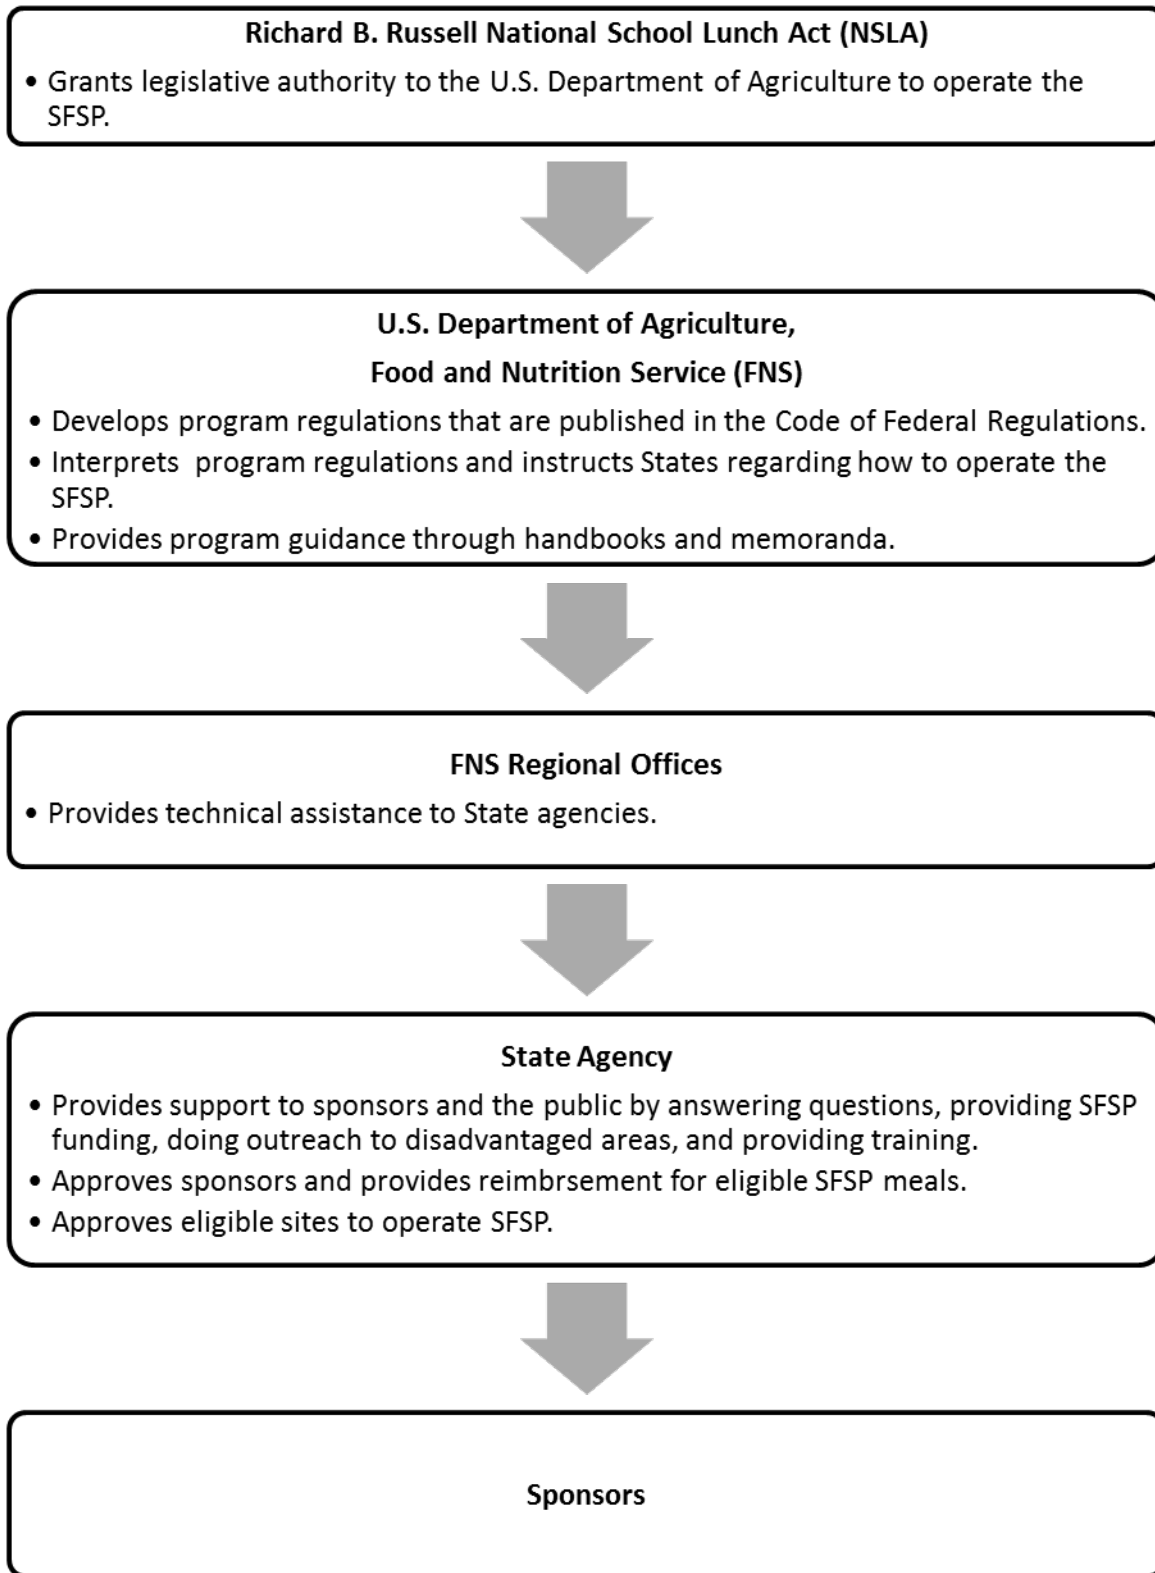 Richard B. Russell National School Lunch Act (NSLA)
• Grants legislative authority to the U.S. Department of Agriculture to operate the
SFSP.
U.S. Department of Agriculture,
Food and Nutrition Service (FNS)
• Develops program regulations that are published in the Code of Federal Regulations.
• Interprets program regulations and instructs States regarding how to operate the
SFSP.
• Provides program guidance through handbooks and memoranda.
FNS Regional Offices
• Provides technical assistance to State agencies.
State Agency
• Provides support to sponsors and the public by answering questions, providing SFSP
funding, doing outreach to disadvantaged areas, and providing training.
• Approves sponsors and provides reimbrsement for eligible SFSP meals.
• Approves eligible sites to operate SFSP.
Sponsors